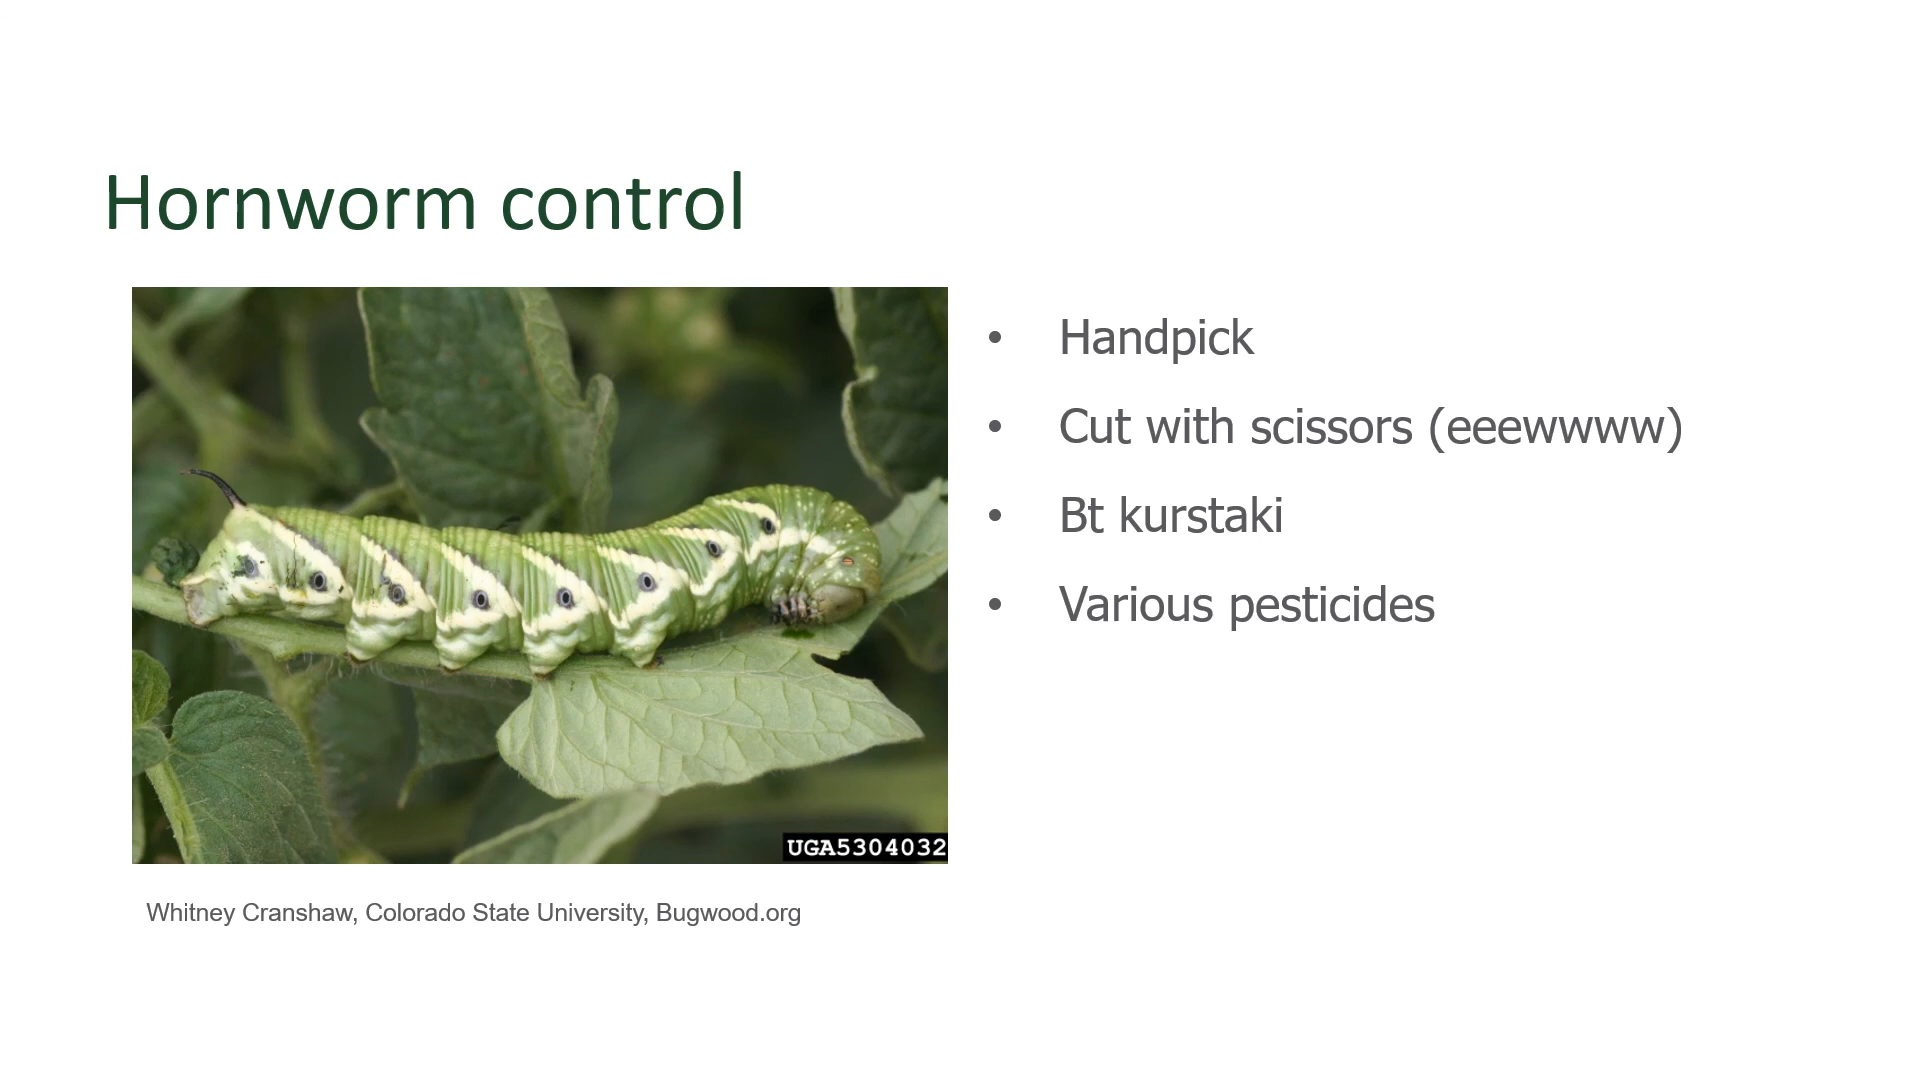 Hornworm control
• Handpick
• Cut with scissors (eeewwww)
• Bt kurstaki
• Various pesticides
UGA5304032
Whitney Cranshaw, Colorado State University, Bugwood.org